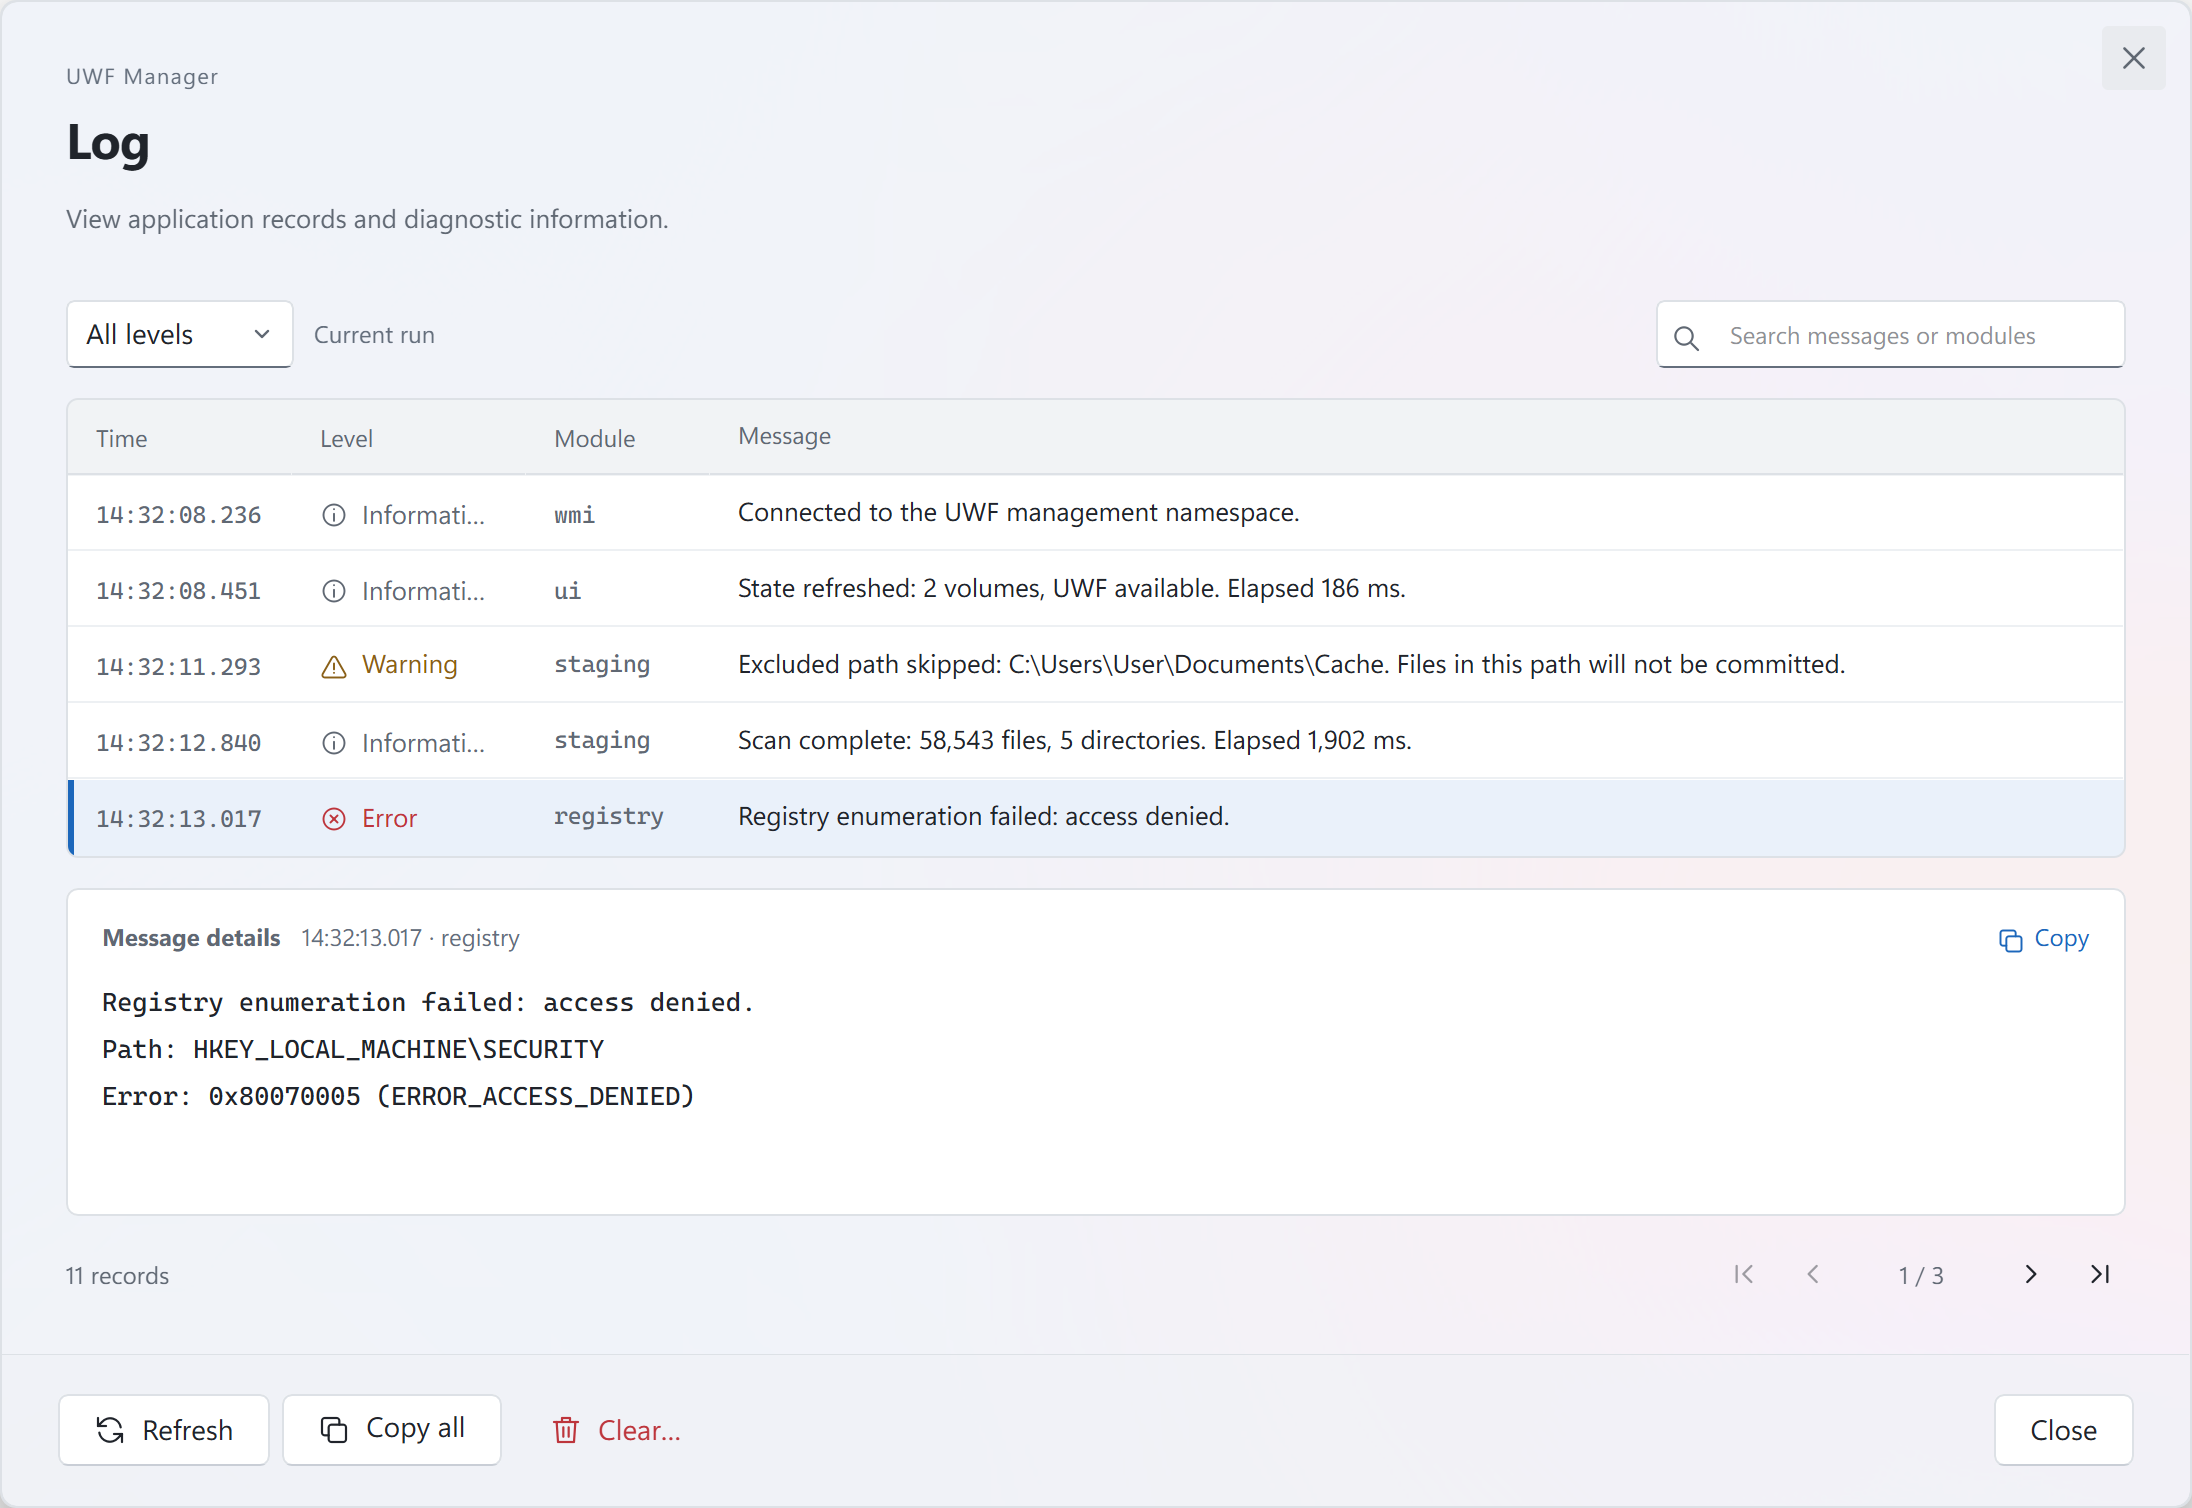 UWF Manager
Log
View application records and diagnostic information.
All levels
Current run
Search messages or modules
Time Level Module Message
14:32:08.236 Informati... wmi Connected to the UWF management namespace.
14:32:08.451 Informati... ui State refreshed: 2 volumes, UWF available. Elapsed 186 ms.
14:32:11.293 Warning staging Excluded path skipped: C:\Users\User\Documents\Cache. Files in this path will not be committed.
14:32:12.840 Informati... staging Scan complete: 58,543 files, 5 directories. Elapsed 1,902 ms.
14:32:13.017 Error registry Registry enumeration failed: access denied.
Message details 14:32:13.017 · registry Copy
Registry enumeration failed: access denied.
Path: HKEY_LOCAL_MACHINE\SECURITY
Error: 0x80070005 (ERROR_ACCESS_DENIED)
11 records 1 / 3
Refresh Copy all Clear... Close